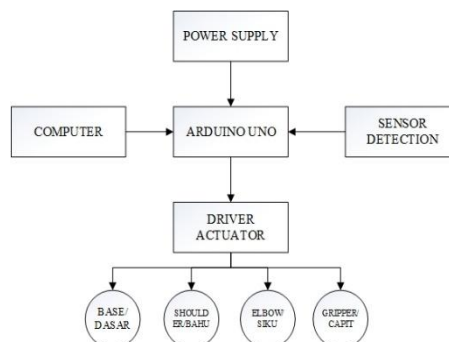 POWER SUPPLY
COMPUTER
ARDUINO UNO
SENSOR
DETECTION
DRIVER
ACTUATOR
BASE/
DASAR
SHOULD
ER/BAHU
ELBOW
SIKU
GRIPPER/
CAPIT